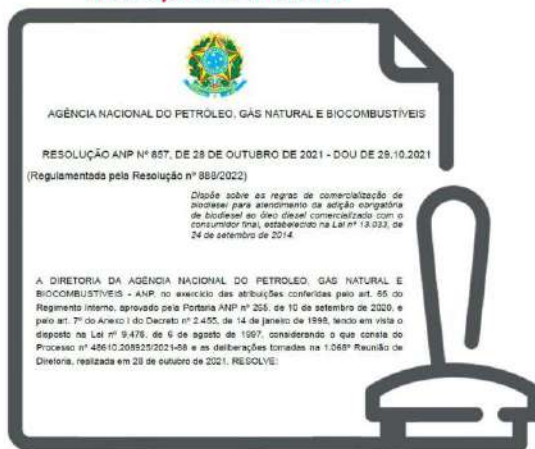 AGÊNCIA NACIONAL DO PETRÓLEO, GÁS NATURAL E BIOCOMBUSTÍVEIS
RESOLUÇÃO ANP Nº 857, DE 28 DE OUTUBRO DE 2021 - DOU DE 29.10.2021
(Regulamentada pela Resolução nº 888/2022)
Dispõe sobre as regras de comercialização de
biodiesel para atendimento da adição obrigatória
de biodiesel ao óleo diesel comercializado com o
consumidor final, estabelecido na Lei nº 13.033, de
24 de setembro de 2014.
A DIRETORIA DA AGÊNCIA NACIONAL DO PETRÓLEO, GÁS NATURAL E
BIOCOMBUSTÍVEIS - ANP, no exercício das atribuições conferidas pelo art. 65 do
Regimento Interno, aprovado pela Portaria ANP nº 265, de 10 de setembro de 2020, e
pelo art. 7º do Anexo I do Decreto nº 2.455, de 14 de janeiro de 1998, tendo em vista o
disposto na Lei nº 9.478, de 6 de agosto de 1997, considerando o que consta do
Processo nº 48610.208925/2021-68 e as deliberações tomadas na 1.068ª Reunião de
Diretoria, realizada em 28 de outubro de 2021, RESOLVE: